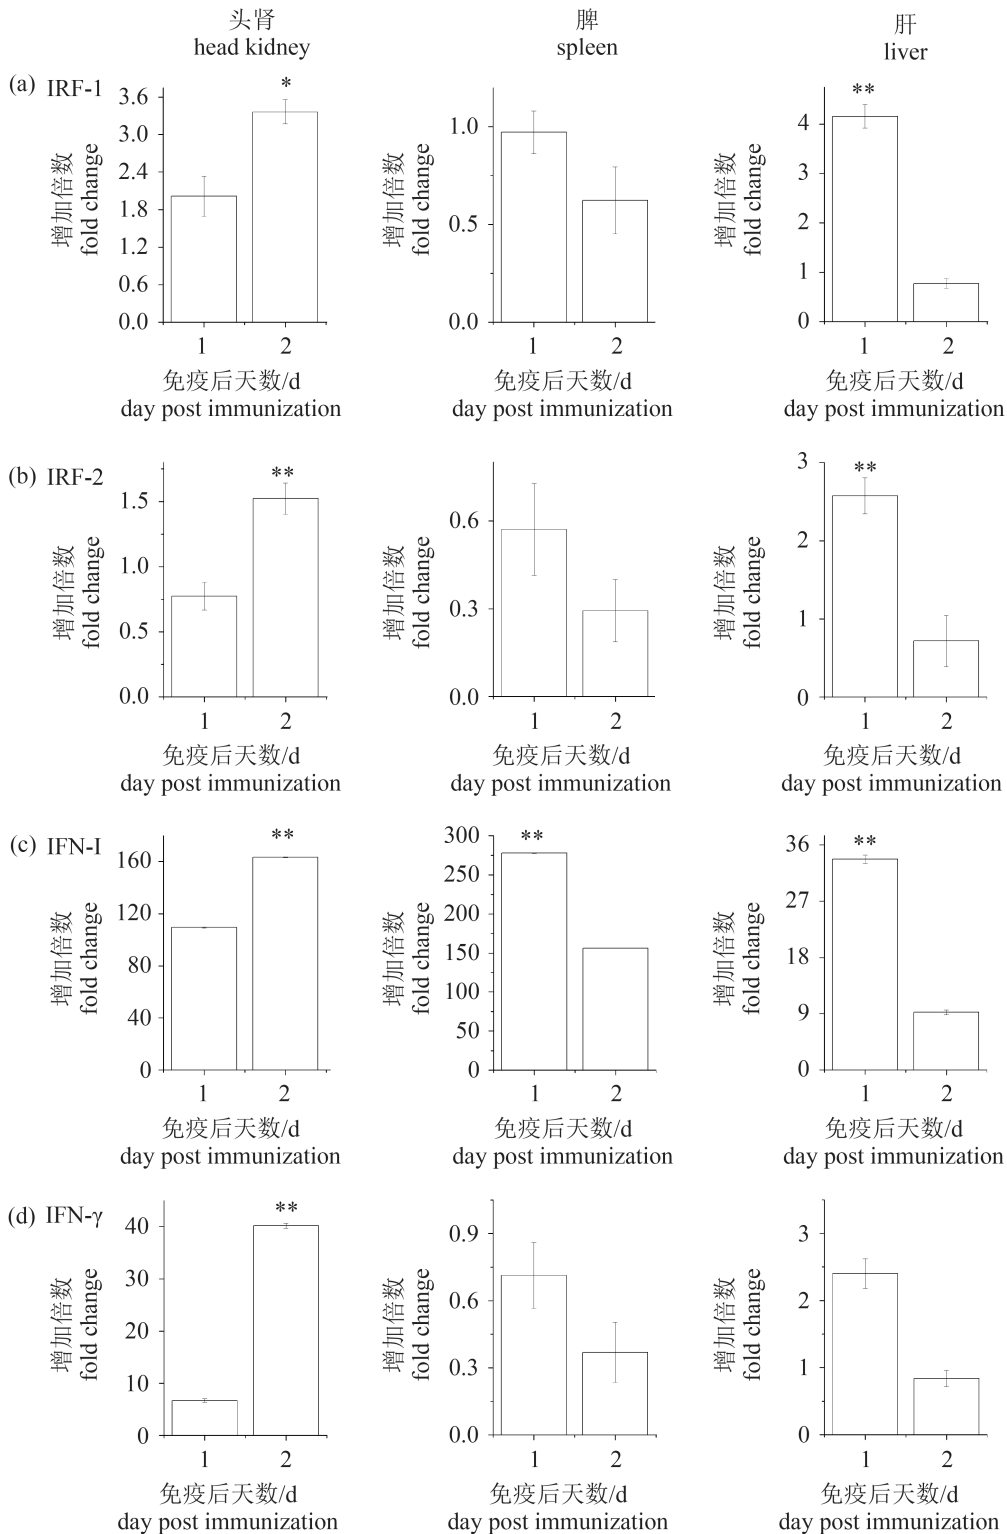 头肾
head kidney
脾
spleen
肝
liver
(a) IRF-1
增加倍数
fold change
3.6
3.0
2.4
1.8
1.2
0.6
0.0
*
1
2
免疫后天数/d
day post immunization
增加倍数
fold change
1.0
0.5
0.0
1
2
免疫后天数/d
day post immunization
增加倍数
fold change
4
3
2
1
0
**
1
2
免疫后天数/d
day post immunization
(b) IRF-2
增加倍数
fold change
1.5
1.0
0.5
0.0
**
1
2
免疫后天数/d
day post immunization
增加倍数
fold change
0.6
0.3
0.0
1
2
免疫后天数/d
day post immunization
增加倍数
fold change
3
2
1
0
**
1
2
免疫后天数/d
day post immunization
(c) IFN-I
增加倍数
fold change
160
120
80
40
0
**
1
2
免疫后天数/d
day post immunization
增加倍数
fold change
300
250
200
150
100
50
0
**
1
2
免疫后天数/d
day post immunization
增加倍数
fold change
36
27
18
9
0
**
1
2
免疫后天数/d
day post immunization
(d) IFN-γ
增加倍数
fold change
40
30
20
10
0
**
1
2
免疫后天数/d
day post immunization
增加倍数
fold change
0.9
0.6
0.3
0.0
1
2
免疫后天数/d
day post immunization
增加倍数
fold change
3
2
1
0
1
2
免疫后天数/d
day post immunization